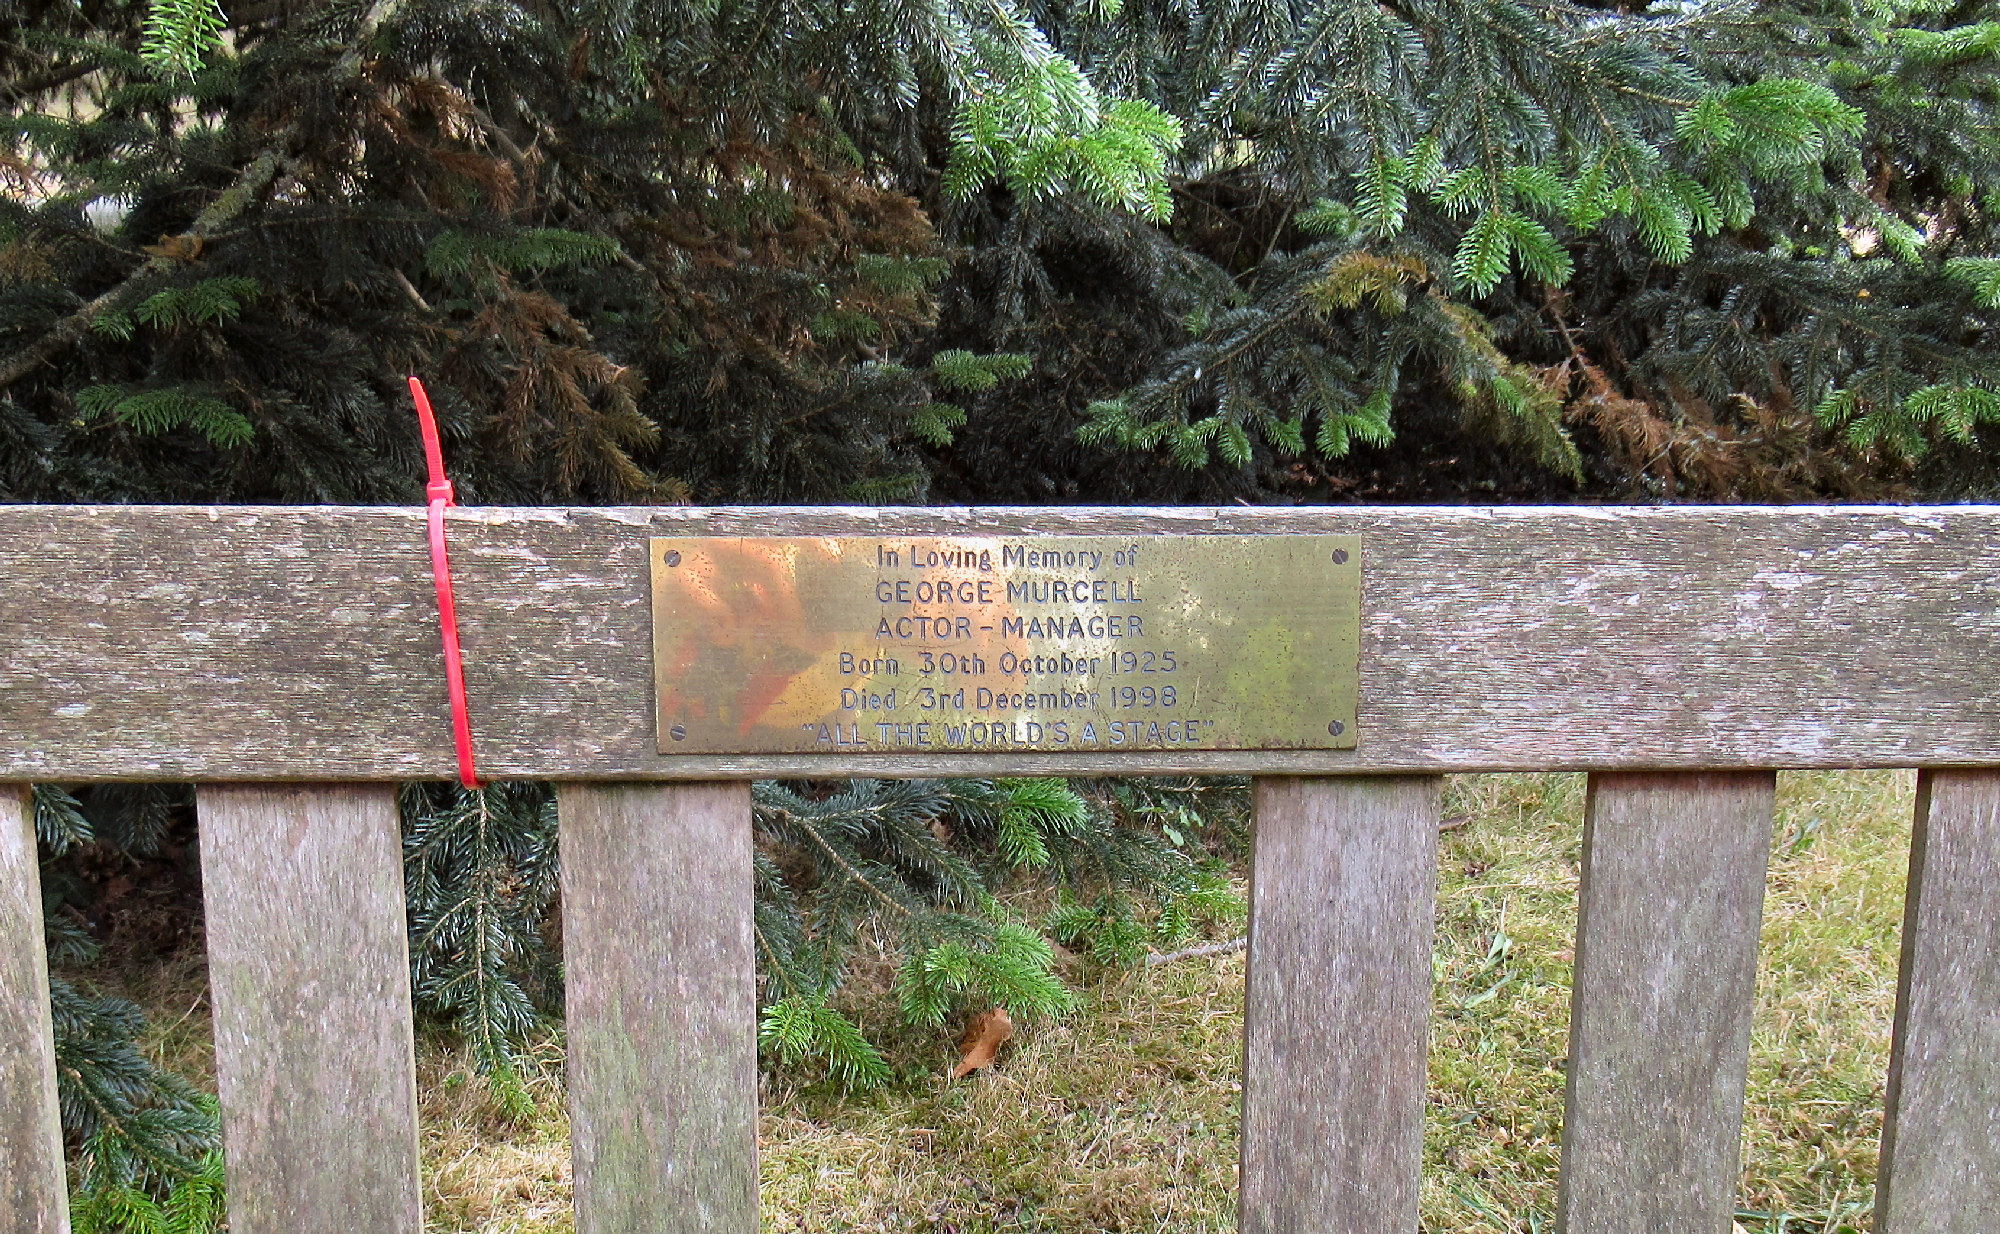 In Loving Memory of
GEORGE MURCELL
ACTOR - MANAGER
Born 30th October 1925
Died 3rd December 1998
"ALL THE WORLD'S A STAGE"